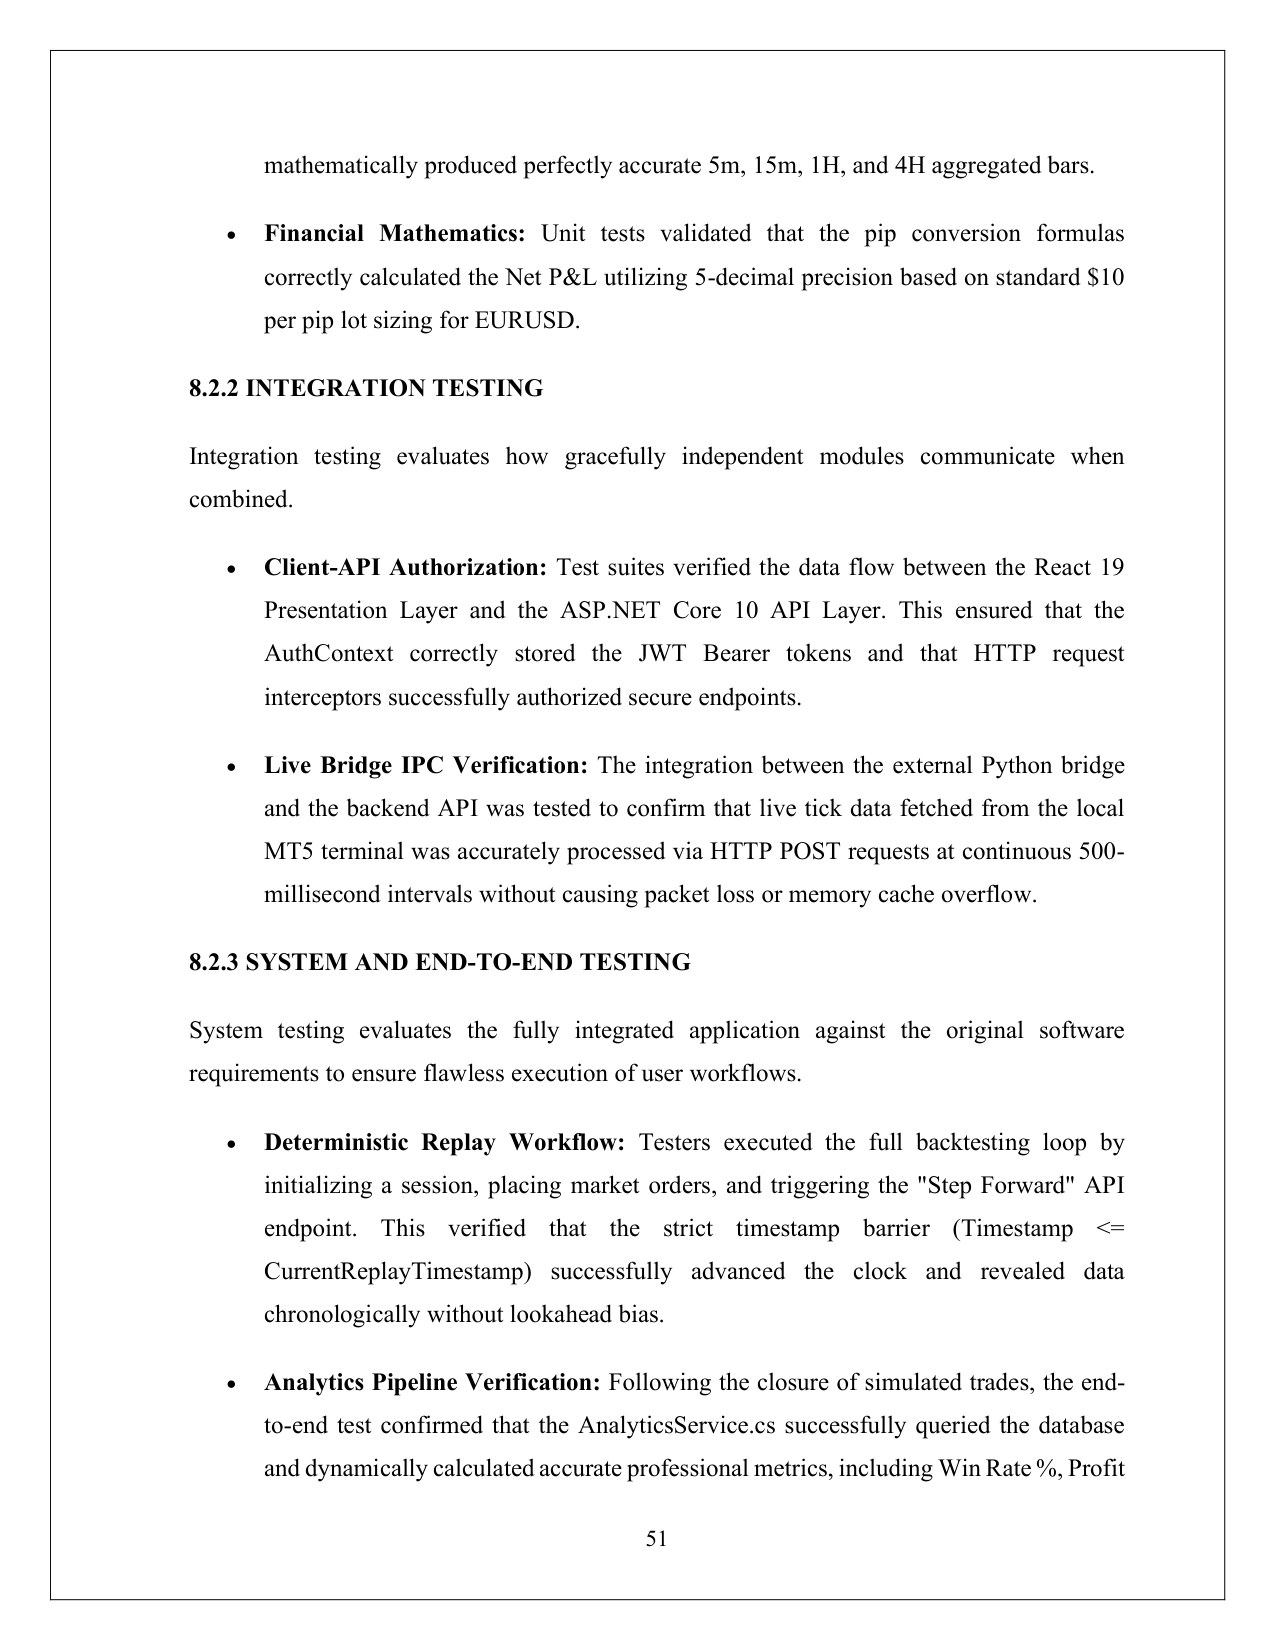 mathematically produced perfectly accurate 5m, 15m, 1H, and 4H aggregated bars.
• Financial Mathematics: Unit tests validated that the pip conversion formulas
correctly calculated the Net P&L utilizing 5-decimal precision based on standard $10
per pip lot sizing for EURUSD.
8.2.2 INTEGRATION TESTING
Integration testing evaluates how gracefully independent modules communicate when
combined.
• Client-API Authorization: Test suites verified the data flow between the React 19
Presentation Layer and the ASP.NET Core 10 API Layer. This ensured that the
AuthContext correctly stored the JWT Bearer tokens and that HTTP request
interceptors successfully authorized secure endpoints.
• Live Bridge IPC Verification: The integration between the external Python bridge
and the backend API was tested to confirm that live tick data fetched from the local
MT5 terminal was accurately processed via HTTP POST requests at continuous 500-
millisecond intervals without causing packet loss or memory cache overflow.
8.2.3 SYSTEM AND END-TO-END TESTING
System testing evaluates the fully integrated application against the original software
requirements to ensure flawless execution of user workflows.
• Deterministic Replay Workflow: Testers executed the full backtesting loop by
initializing a session, placing market orders, and triggering the "Step Forward" API
endpoint. This verified that the strict timestamp barrier (Timestamp <=
CurrentReplayTimestamp) successfully advanced the clock and revealed data
chronologically without lookahead bias.
• Analytics Pipeline Verification: Following the closure of simulated trades, the end-
to-end test confirmed that the AnalyticsService.cs successfully queried the database
and dynamically calculated accurate professional metrics, including Win Rate %, Profit
51